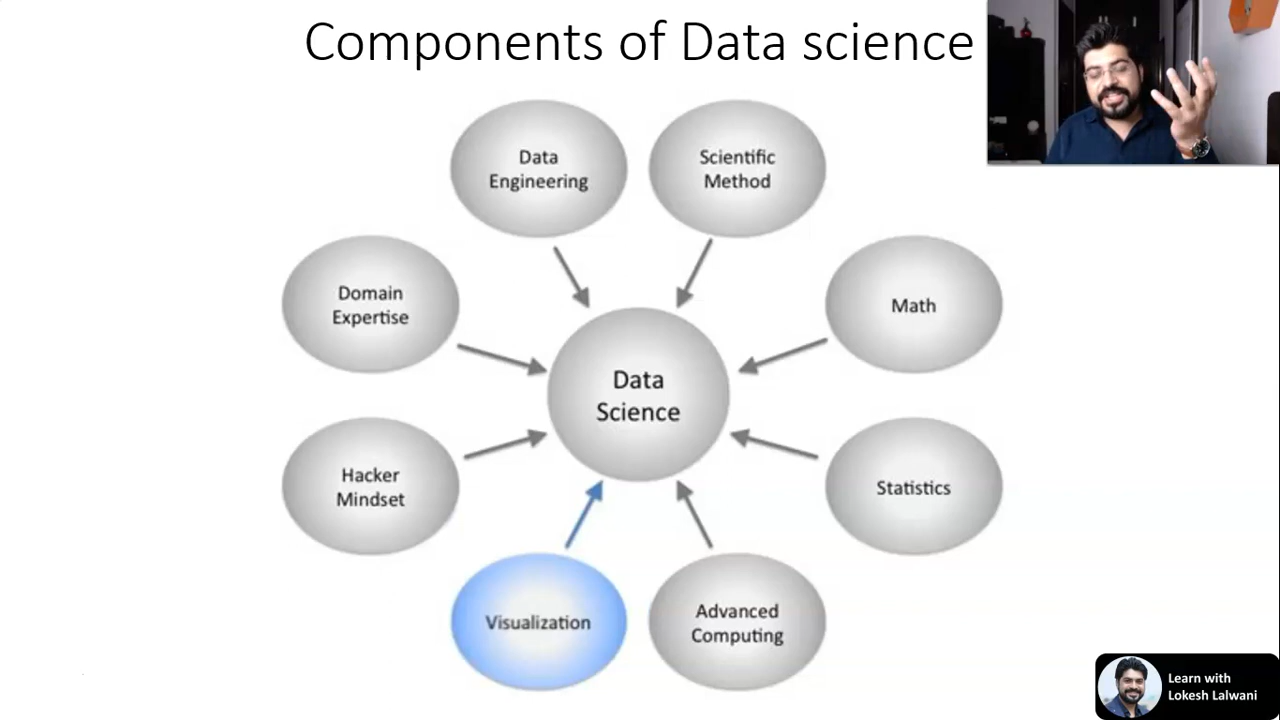 Components of Data science
Data
Engineering
Scientific
Method
Domain
Expertise
Math
Data
Science
Hacker
Mindset
Statistics
Visualization
Advanced
Computing
Learn with
Lokesh Lalwani